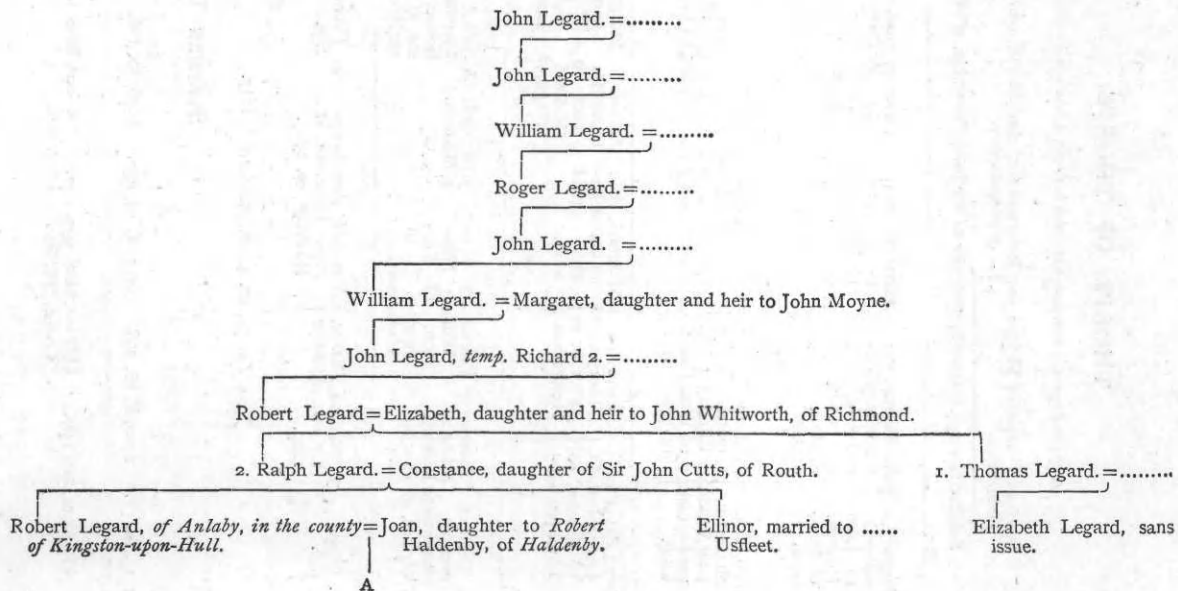 John Legard. = .........
John Legard. = .........
William Legard. = .........
Roger Legard. = .........
John Legard. = .........
William Legard. = Margaret, daughter and heir to John Moyne.
John Legard, temp. Richard 2. = .........
Robert Legard = Elizabeth, daughter and heir to John Whitworth, of Richmond.
2. Ralph Legard. = Constance, daughter of Sir John Cutts, of Routh. 1. Thomas Legard. = .........
Robert Legard, of Anlaby, in the county = Joan, daughter to Robert Ellinor, married to ...... Elizabeth Legard, sans
of Kingston-upon-Hull. Haldenby, of Haldenby. Usfleet. issue.
A